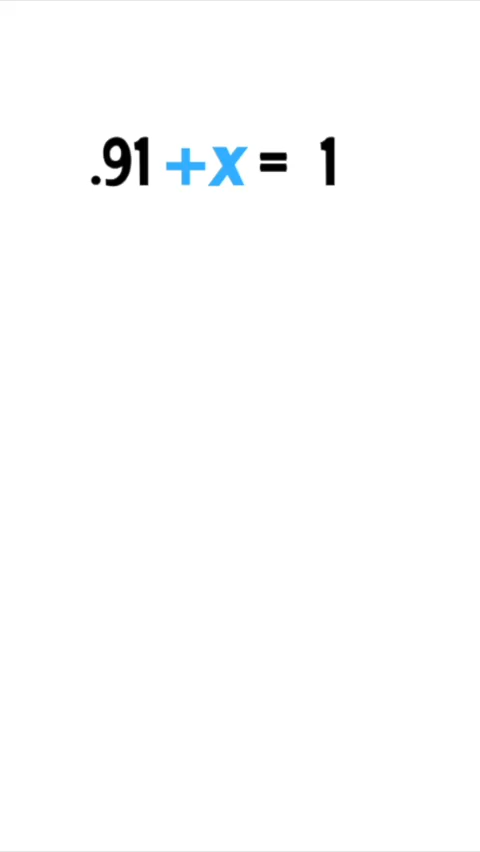 .91 +x = 1